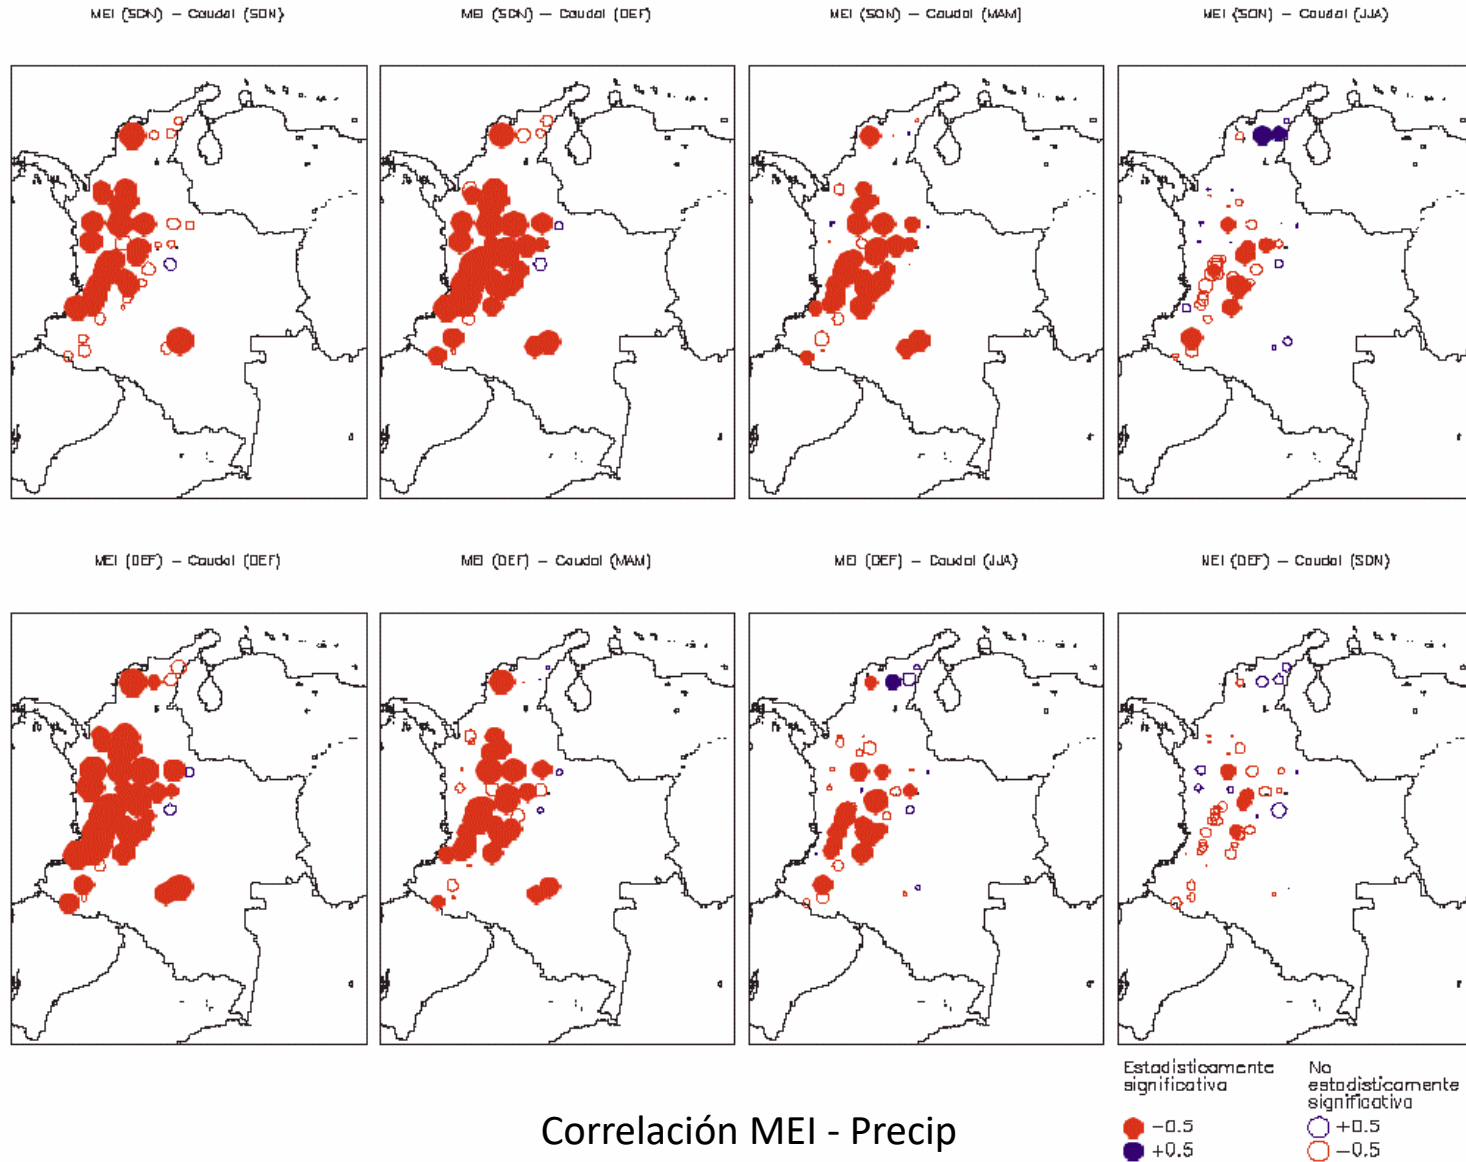 MEI (SON) – Caudal (SON)
MEI (SON) – Caudal (DEF)
MEI (SON) – Caudal (MAM)
MEI (SON) – Caudal (JJA)
MEI (DEF) – Caudal (DEF)
MEI (DEF) – Caudal (MAM)
MEI (DEF) – Caudal (JJA)
MEI (DEF) – Caudal (SON)
Estadisticamente
significativa
−0.5
+0.5
No
estadisticamente
significativa
+0.5
−0.5
Correlación MEI - Precip